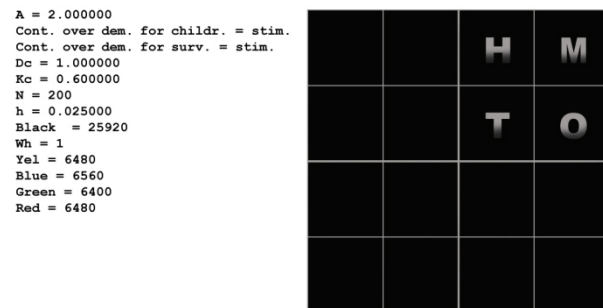 A = 2.000000
Cont. over dem. for childr. = stim.
Cont. over dem. for surv. = stim.
Dc = 1.000000
Kc = 0.600000
N = 200
h = 0.025000
Black = 25920
Wh = 1
Yel = 6480
Blue = 6560
Green = 6400
Red = 6480
H M
T O